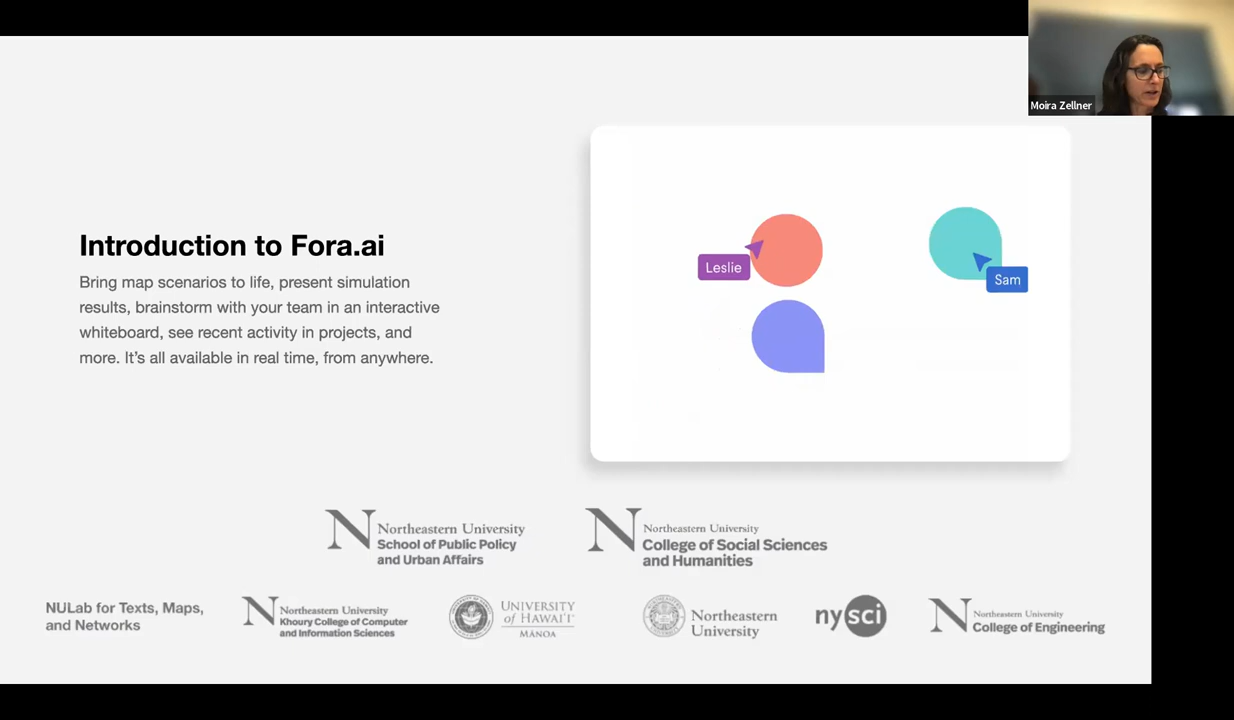 Moira Zellner
Introduction to Fora.ai
Bring map scenarios to life, present simulation
results, brainstorm with your team in an interactive
whiteboard, see recent activity in projects, and
more. It's all available in real time, from anywhere.
Leslie
Sam
Northeastern University
School of Public Policy
and Urban Affairs
Northeastern University
College of Social Sciences
and Humanities
NULab for Texts, Maps,
and Networks
Northeastern University
Khoury College of Computer
and Information Sciences
UNIVERSITY
of HAWAI'I
MĀNOA
Northeastern
University
nysci
Northeastern University
College of Engineering